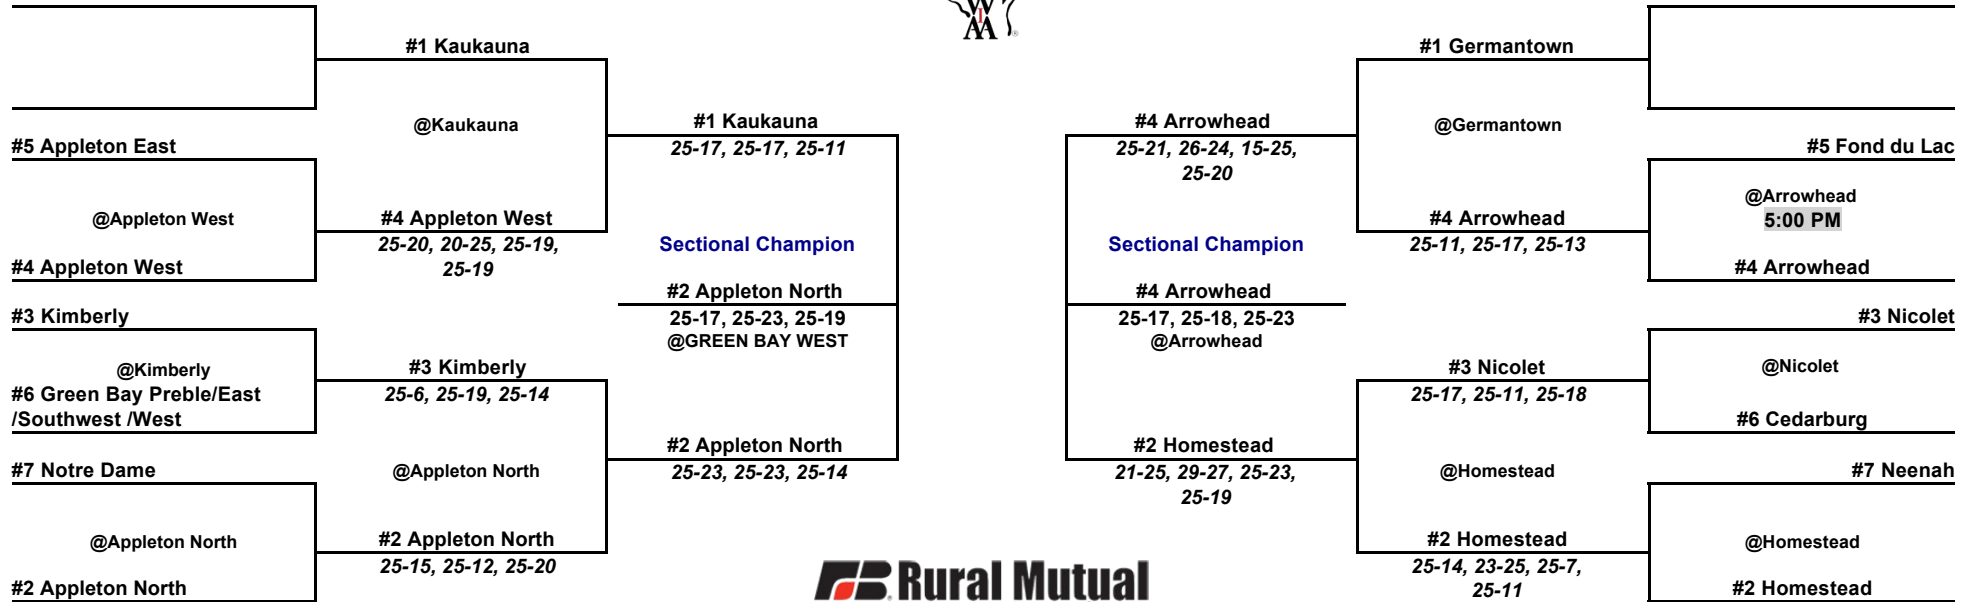 WIAA
#1 Kaukauna
@Kaukauna
#5 Appleton East
@Appleton West
#4 Appleton West
25-20, 20-25, 25-19,
25-19
#4 Appleton West
#3 Kimberly
@Kimberly
#6 Green Bay Preble/East
/Southwest /West
#3 Kimberly
25-6, 25-19, 25-14
#7 Notre Dame
@Appleton North
@Appleton North
#2 Appleton North
25-15, 25-12, 25-20
#2 Appleton North
#1 Kaukauna
25-17, 25-17, 25-11
Sectional Champion
#2 Appleton North
25-17, 25-23, 25-19
@GREEN BAY WEST
#2 Appleton North
25-23, 25-23, 25-14
#4 Arrowhead
25-21, 26-24, 15-25,
25-20
Sectional Champion
#4 Arrowhead
25-17, 25-18, 25-23
@Arrowhead
#2 Homestead
21-25, 29-27, 25-23,
25-19
#1 Germantown
@Germantown
#4 Arrowhead
25-11, 25-17, 25-13
#3 Nicolet
25-17, 25-11, 25-18
@Homestead
#2 Homestead
25-14, 23-25, 25-7,
25-11
#5 Fond du Lac
@Arrowhead
5:00 PM
#4 Arrowhead
#3 Nicolet
@Nicolet
#6 Cedarburg
#7 Neenah
@Homestead
#2 Homestead
Rural Mutual